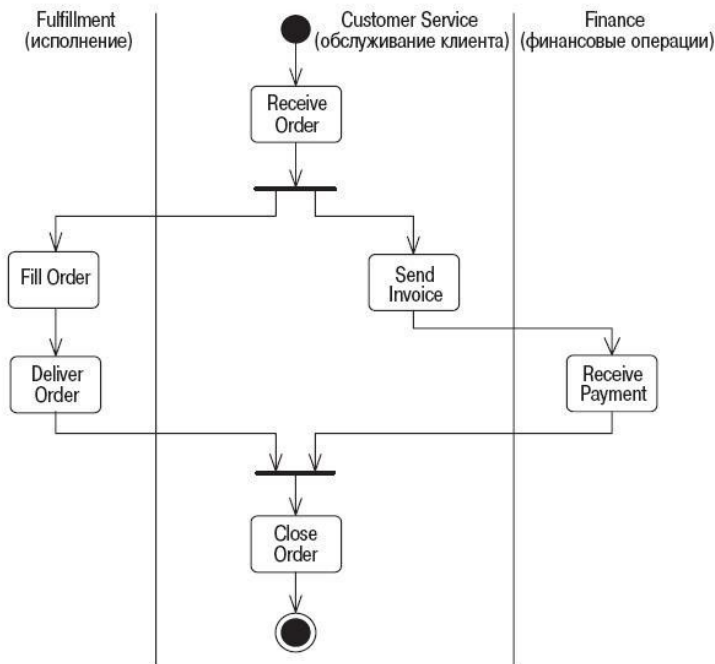 Fulfillment
(исполнение)
Customer Service
(обслуживание клиента)
Finance
(финансовые операции)
Receive
Order
Fill Order
Send
Invoice
Deliver
Order
Receive
Payment
Close
Order